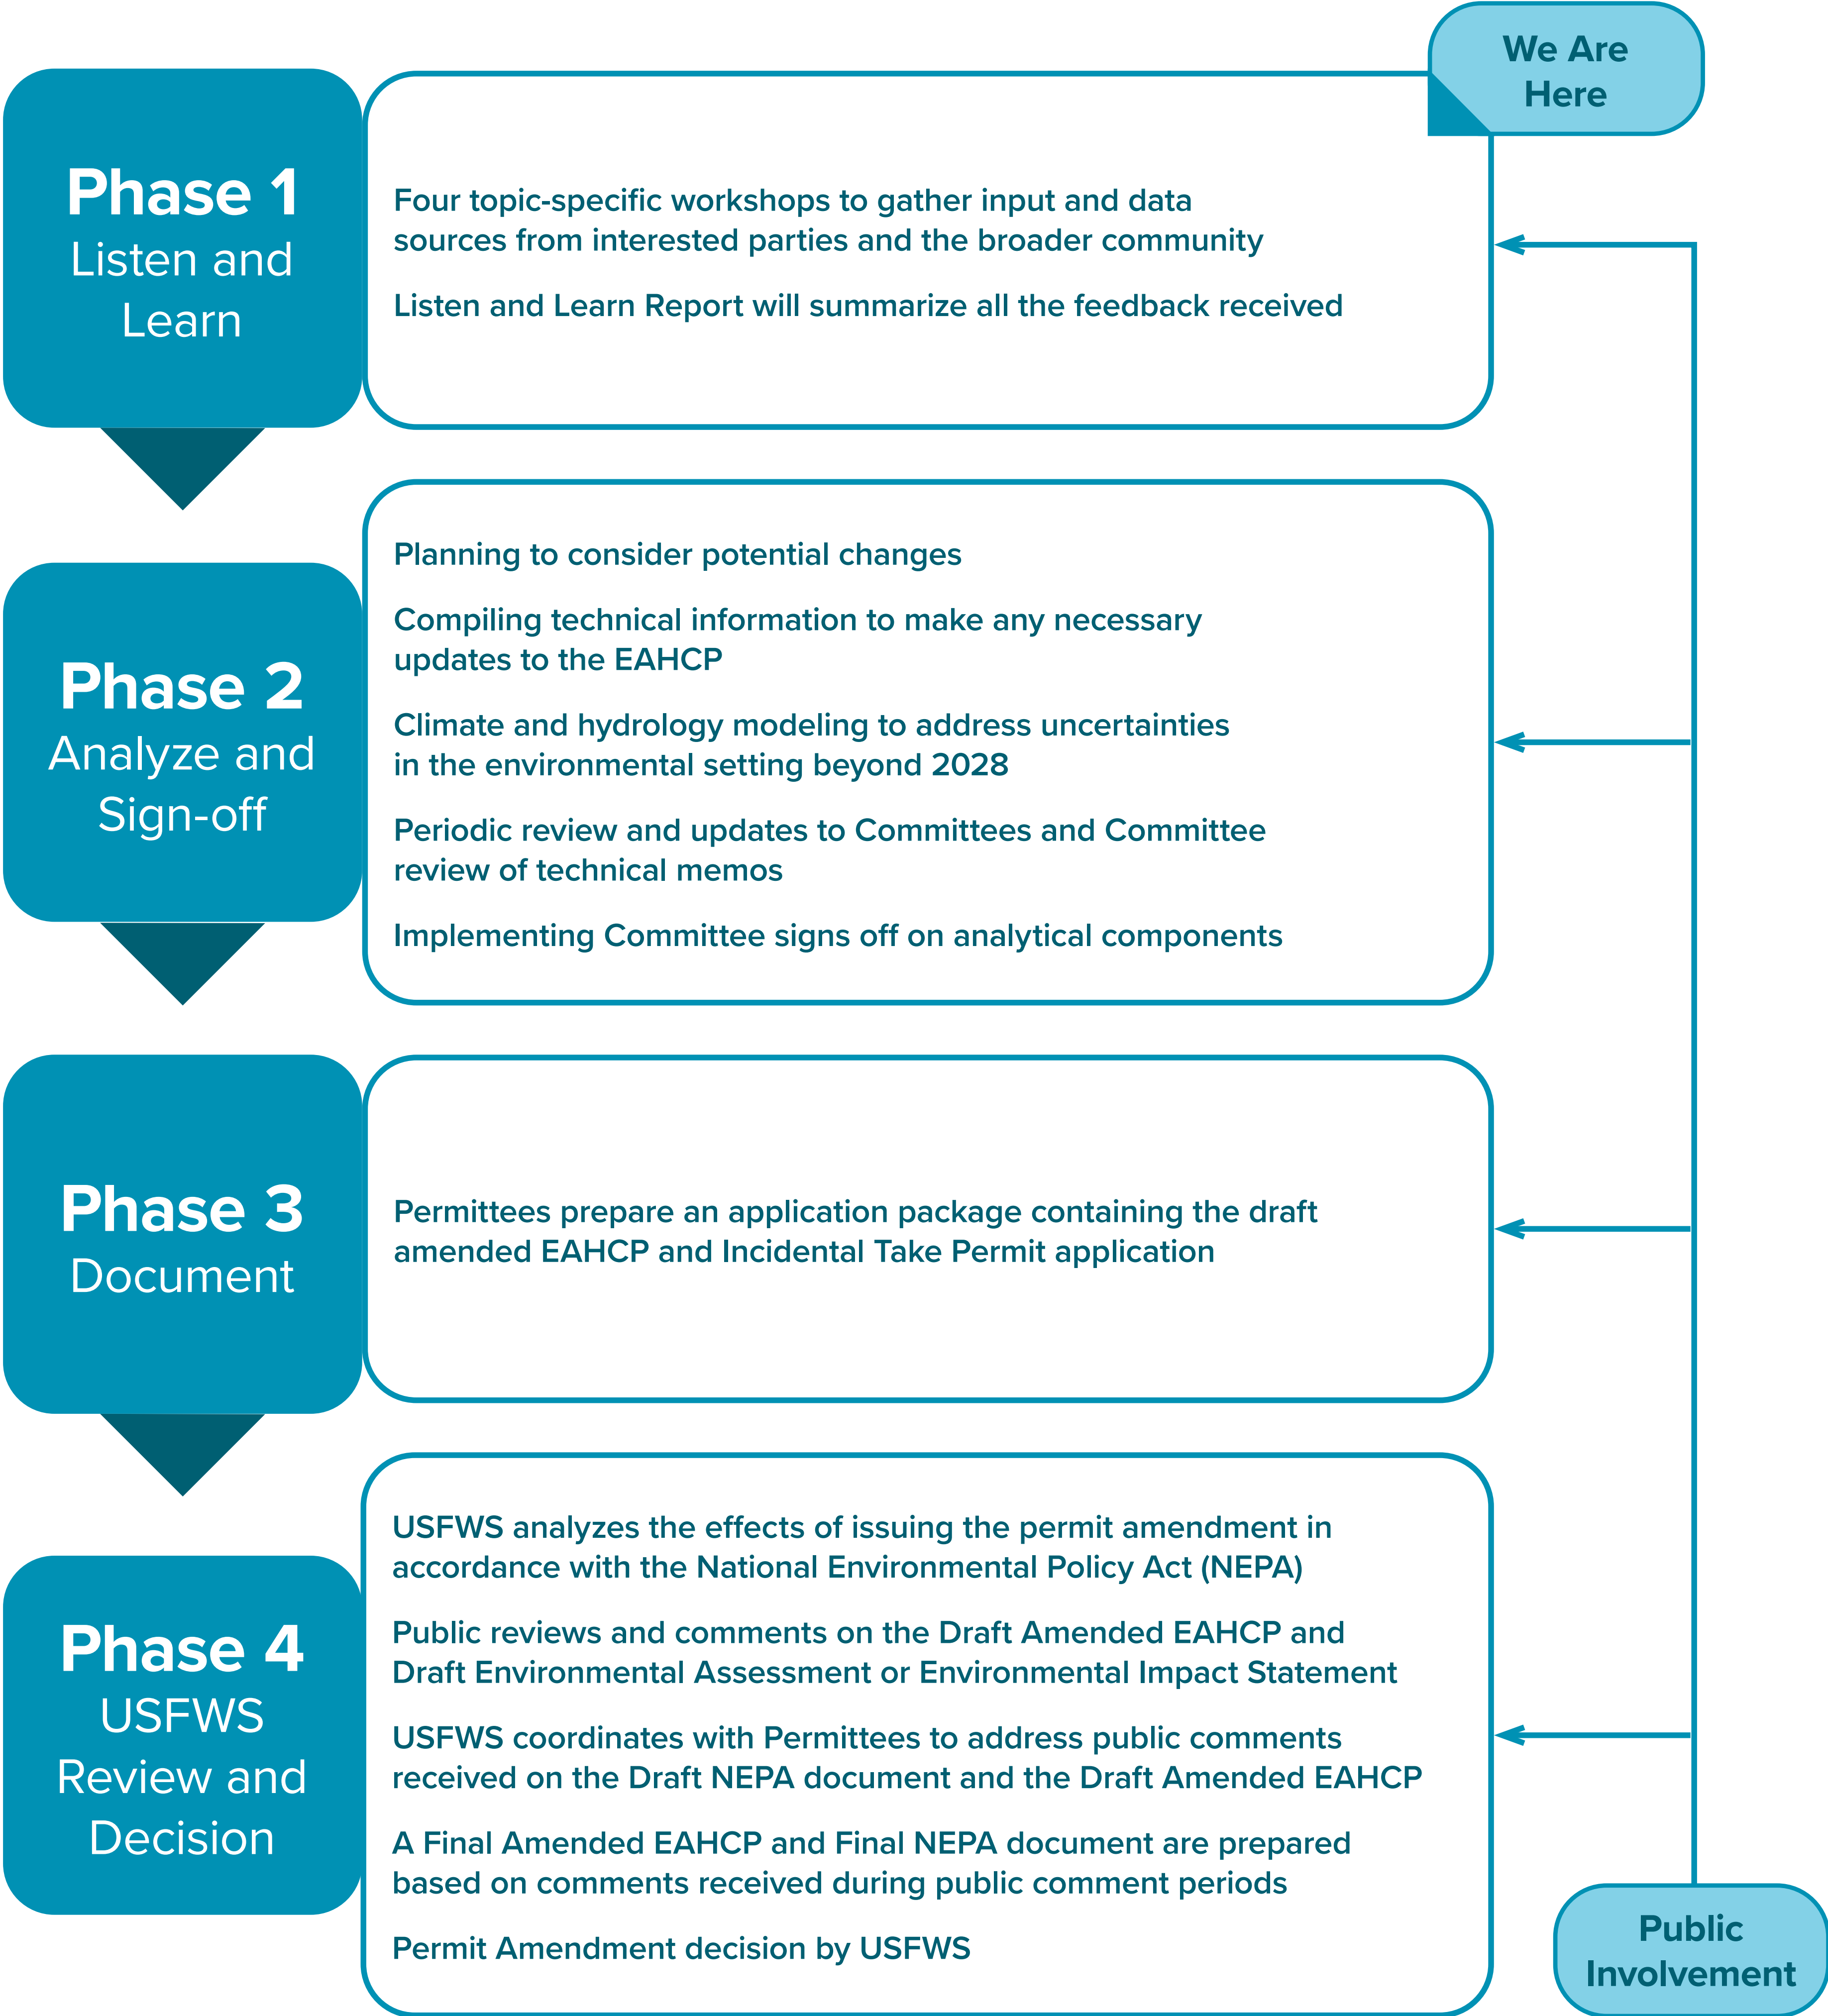 We Are
Here
Phase 1
Listen and
Learn
Four topic-specific workshops to gather input and data
sources from interested parties and the broader community
Listen and Learn Report will summarize all the feedback received
Phase 2
Analyze and
Sign-off
Planning to consider potential changes
Compiling technical information to make any necessary
updates to the EAHCP
Climate and hydrology modeling to address uncertainties
in the environmental setting beyond 2028
Periodic review and updates to Committees and Committee
review of technical memos
Implementing Committee signs off on analytical components
Phase 3
Document
Permittees prepare an application package containing the draft
amended EAHCP and Incidental Take Permit application
Phase 4
USFWS
Review and
Decision
USFWS analyzes the effects of issuing the permit amendment in
accordance with the National Environmental Policy Act (NEPA)
Public reviews and comments on the Draft Amended EAHCP and
Draft Environmental Assessment or Environmental Impact Statement
USFWS coordinates with Permittees to address public comments
received on the Draft NEPA document and the Draft Amended EAHCP
A Final Amended EAHCP and Final NEPA document are prepared
based on comments received during public comment periods
Permit Amendment decision by USFWS
Public
Involvement